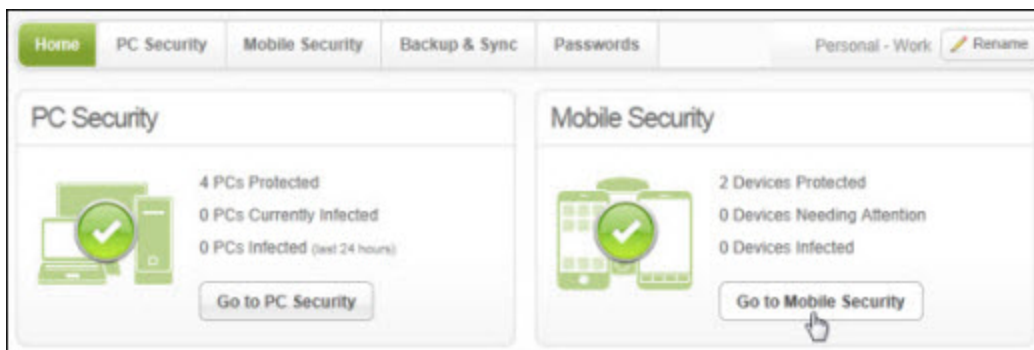 Home PC Security Mobile Security Backup & Sync Passwords Personal - Work Rename
PC Security
4 PCs Protected
0 PCs Currently Infected
0 PCs Infected (last 24 hours)
Go to PC Security
Mobile Security
2 Devices Protected
0 Devices Needing Attention
0 Devices Infected
Go to Mobile Security